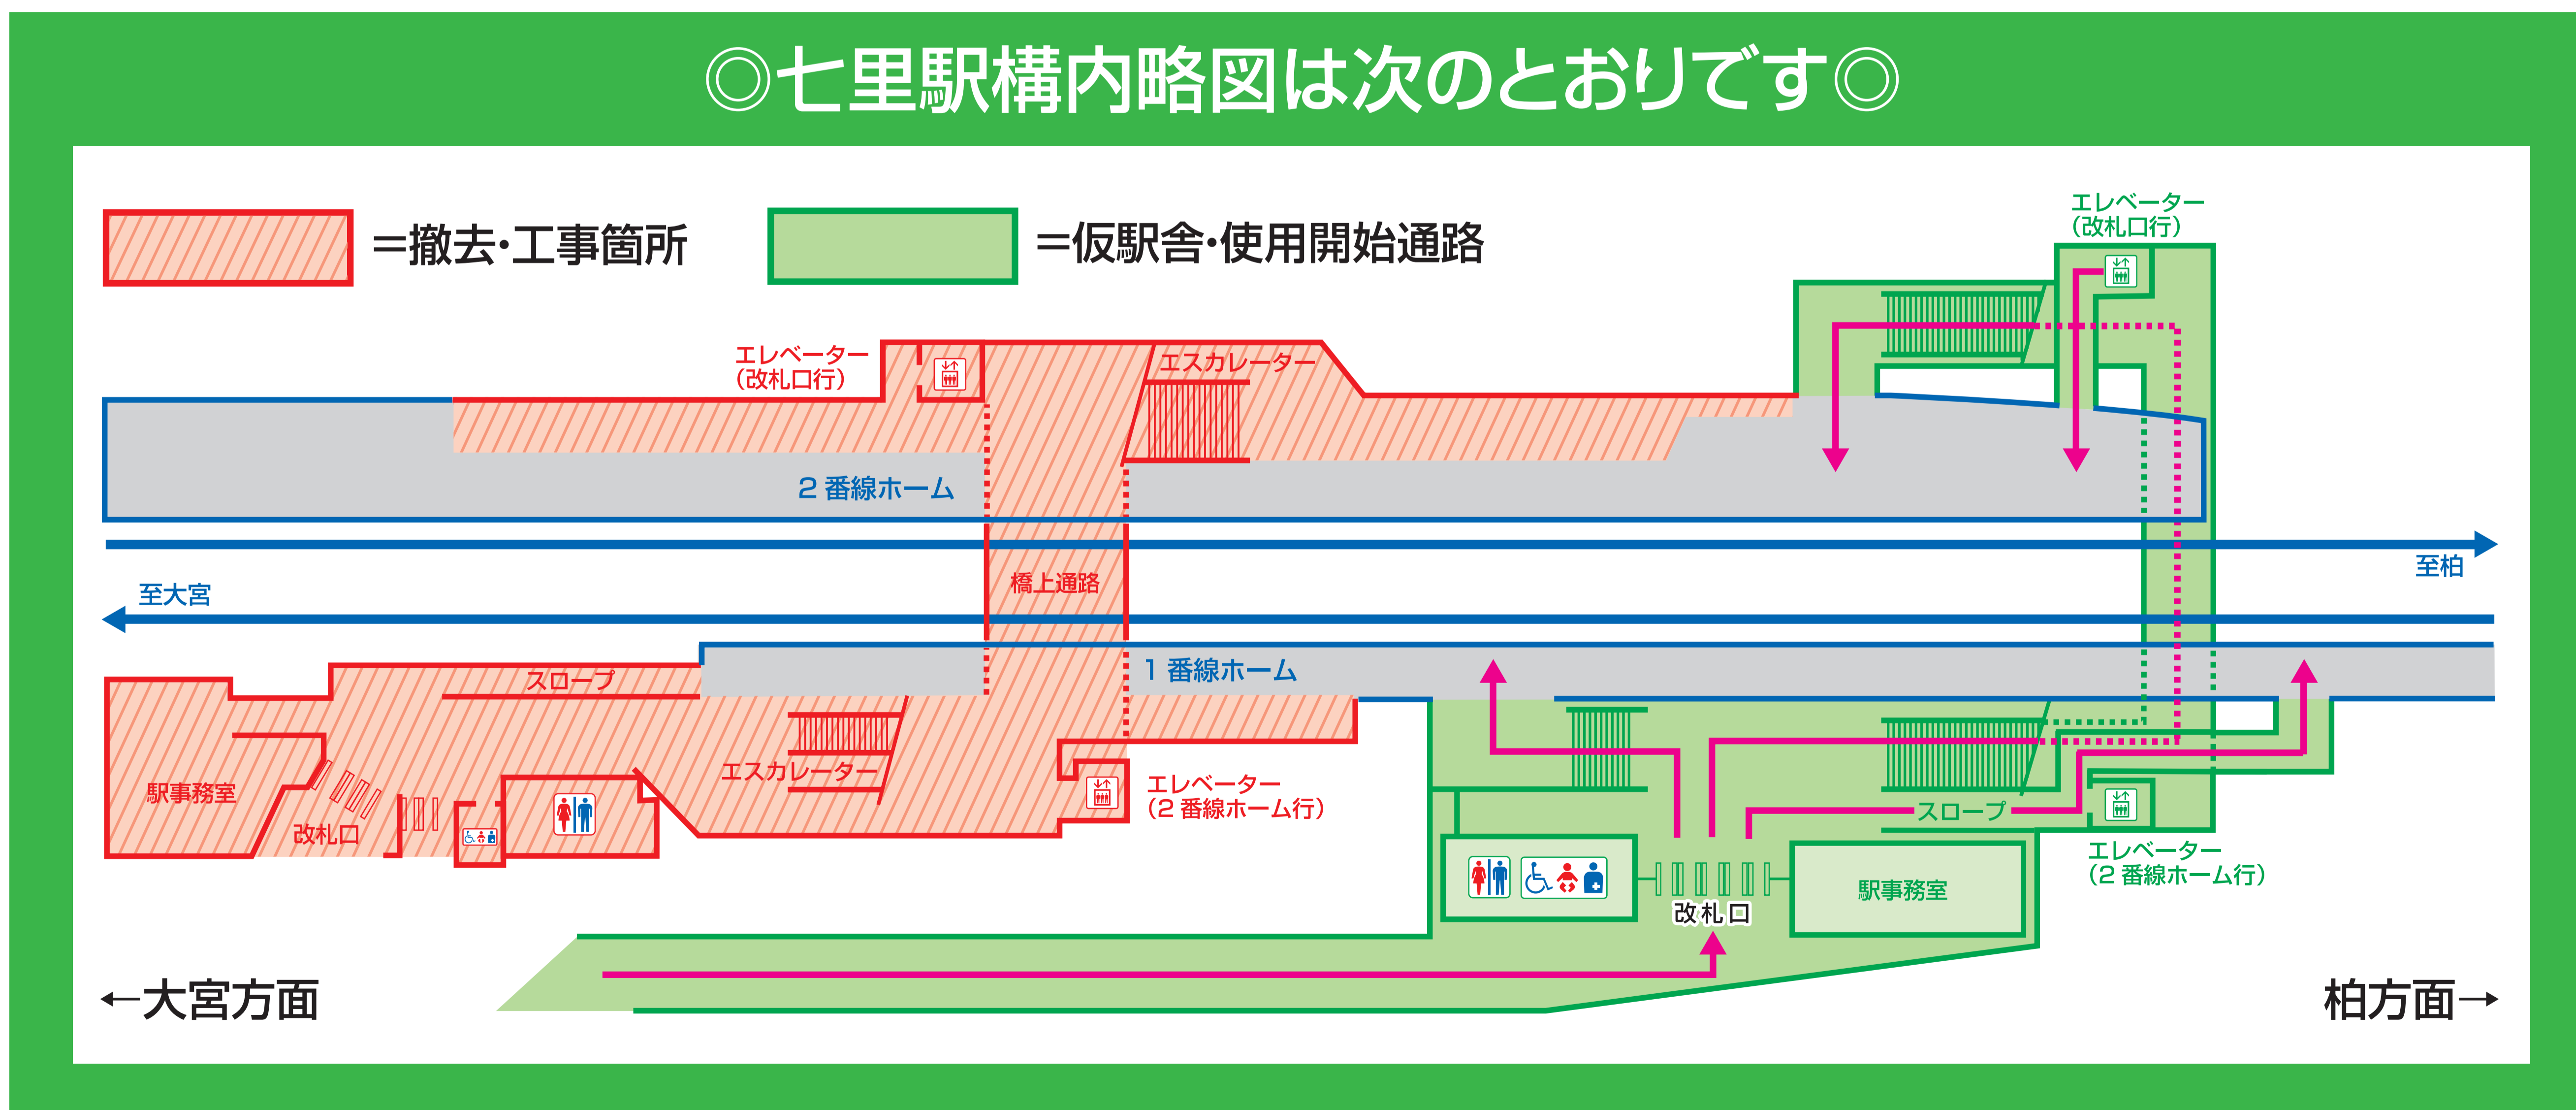 ◎七里駅構内略図は次のとおりです◎
＝撤去・工事箇所
＝仮駅舎・使用開始通路
エレベーター
（改札口行）
エレベーター
（改札口行）
エスカレーター
２番線ホーム
至柏
橋上通路
至大宮
１番線ホーム
スロープ
エスカレーター
駅事務室
改札口
エレベーター
（２番線ホーム行）
スロープ
エレベーター
（２番線ホーム行）
駅事務室
改札口
←大宮方面
柏方面→